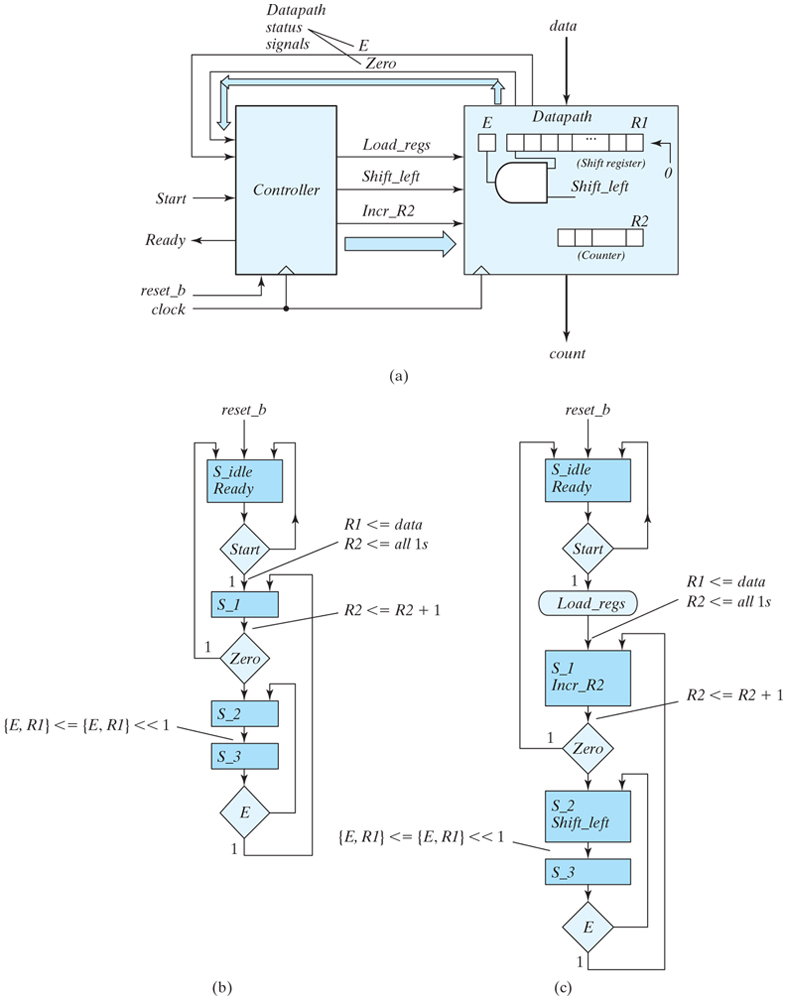 Datapath
status
signals
E
Zero
data
Datapath
E
R1
...
(Shift register)
0
Shift_left
R2
(Counter)
Load_regs
Shift_left
Incr_R2
Controller
Start
Ready
reset_b
clock
count
(a)
reset_b
S_idle
Ready
Start
1
R1 <= data
R2 <= all 1s
S_1
R2 <= R2 + 1
1
Zero
S_2
{E, R1} <= {E, R1} << 1
S_3
E
1
(b)
reset_b
S_idle
Ready
Start
1
Load_regs
R1 <= data
R2 <= all 1s
S_1
Incr_R2
R2 <= R2 + 1
1
Zero
S_2
Shift_left
{E, R1} <= {E, R1} << 1
S_3
E
1
(c)